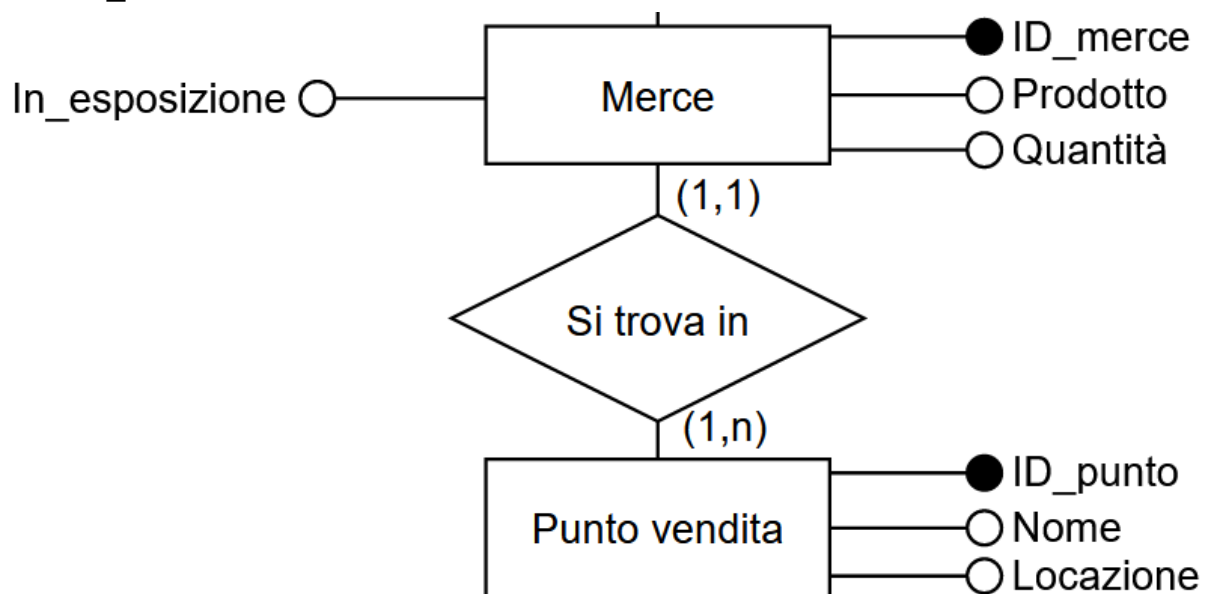 ID_merce
In_esposizione
Merce
Prodotto
Quantità
(1,1)
Si trova in
(1,n)
ID_punto
Punto vendita
Nome
Locazione